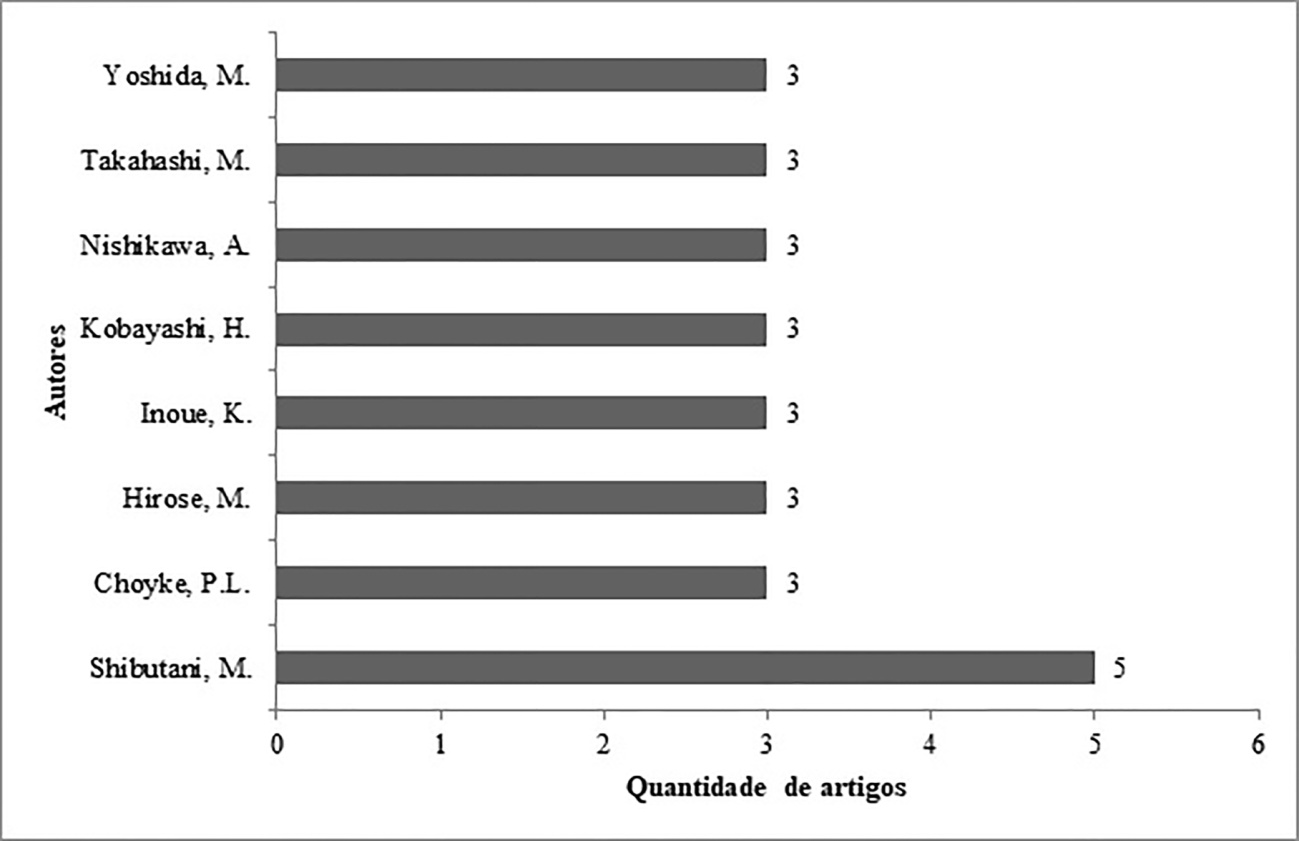 Yoshida, M.
3
Takahashi, M.
3
Nishikawa, A.
3
Kobayashi, H.
3
Inoue, K.
3
Hirose, M.
3
Choyke, P.L.
3
Shibutani, M.
5
Autores
0 1 2 3 4 5 6
Quantidade de artigos